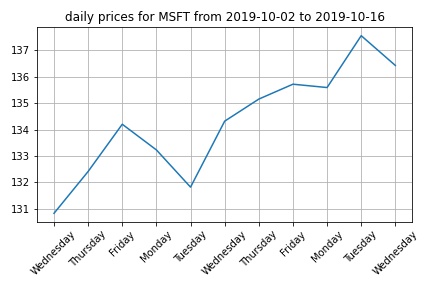 daily prices for MSFT from 2019-10-02 to 2019-10-16
137
136
135
134
133
132
131
Wednesday
Thursday
Friday
Monday
Tuesday
Wednesday
Thursday
Friday
Monday
Tuesday
Wednesday